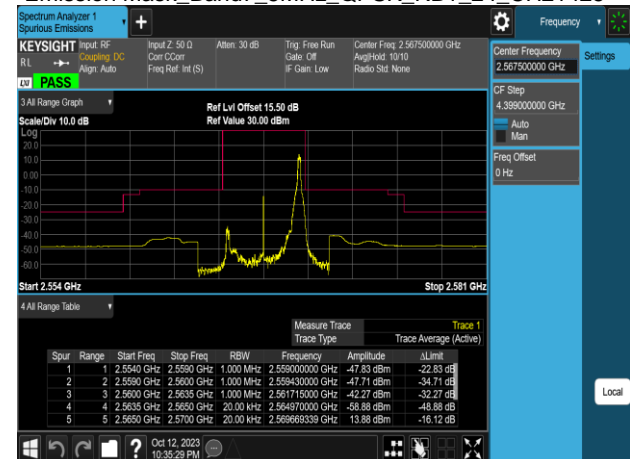 Spectrum Analyzer 1
Spurious Emissions
Frequency
KEYSIGHT
RL
Input: RF
Coupling: DC
Align: Auto
Input Z: 50 Ω
Corr CCorr
Freq Ref: Int (S)
Atten: 30 dB
Trig: Free Run
Gate: Off
IF Gain: Low
Center Freq: 2.567500000 GHz
Avg|Hold: 10/10
Radio Std: None
LXI PASS
Center Frequency
2.567500000 GHz
Settings
CF Step
4.399000000 GHz
Auto
Man
Freq Offset
0 Hz
Local
3 All Range Graph
Scale/Div 10.0 dB
Ref Lvl Offset 15.50 dB
Ref Value 30.00 dBm
Log
20.0
10.0
0.00
-10.0
-20.0
-30.0
-40.0
-50.0
-60.0
Start 2.554 GHz
Stop 2.581 GHz
4 All Range Table
Measure Trace Trace 1
Trace Type Trace Average (Active)
Spur Range Start Freq Stop Freq RBW Frequency Amplitude ΔLimit
1 1 2.5540 GHz 2.5590 GHz 1.000 MHz 2.559000000 GHz -47.83 dBm -22.83 dB
2 2 2.5590 GHz 2.5600 GHz 1.000 MHz 2.559430000 GHz -47.71 dBm -34.71 dB
3 3 2.5600 GHz 2.5635 GHz 1.000 MHz 2.561715000 GHz -42.27 dBm -32.27 dB
4 4 2.5635 GHz 2.5650 GHz 20.00 kHz 2.564970000 GHz -58.88 dBm -48.88 dB
5 5 2.5650 GHz 2.5700 GHz 20.00 kHz 2.569669339 GHz 13.88 dBm -16.12 dB
Oct 12, 2023
10:35:29 PM